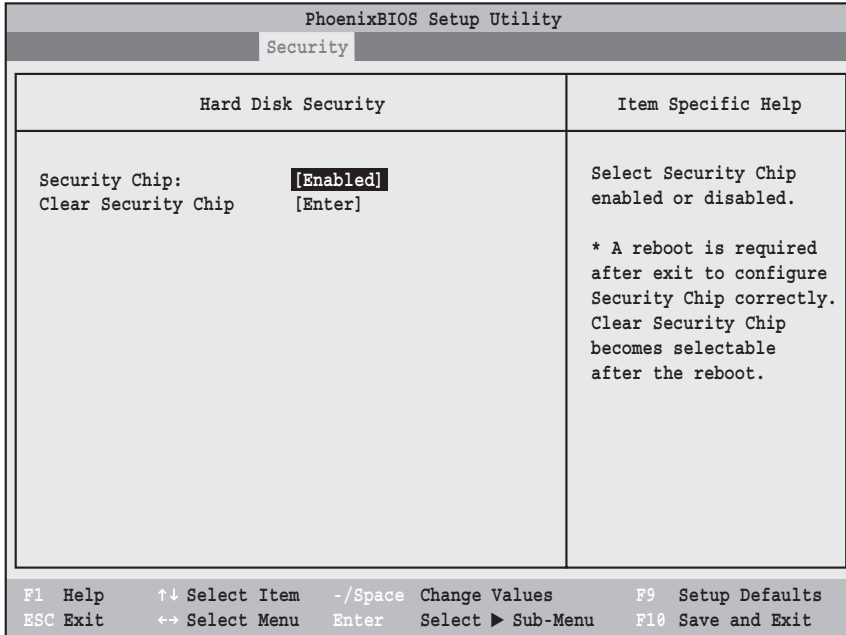 PhoenixBIOS Setup Utility
Security
Hard Disk Security
Item Specific Help
Security Chip: [Enabled]
Clear Security Chip [Enter]
Select Security Chip
enabled or disabled.
* A reboot is required
after exit to configure
Security Chip correctly.
Clear Security Chip
becomes selectable
after the reboot.
F1 Help ↑↓ Select Item -/Space Change Values F9 Setup Defaults
ESC Exit ←→ Select Menu Enter Select ▶ Sub-Menu F10 Save and Exit